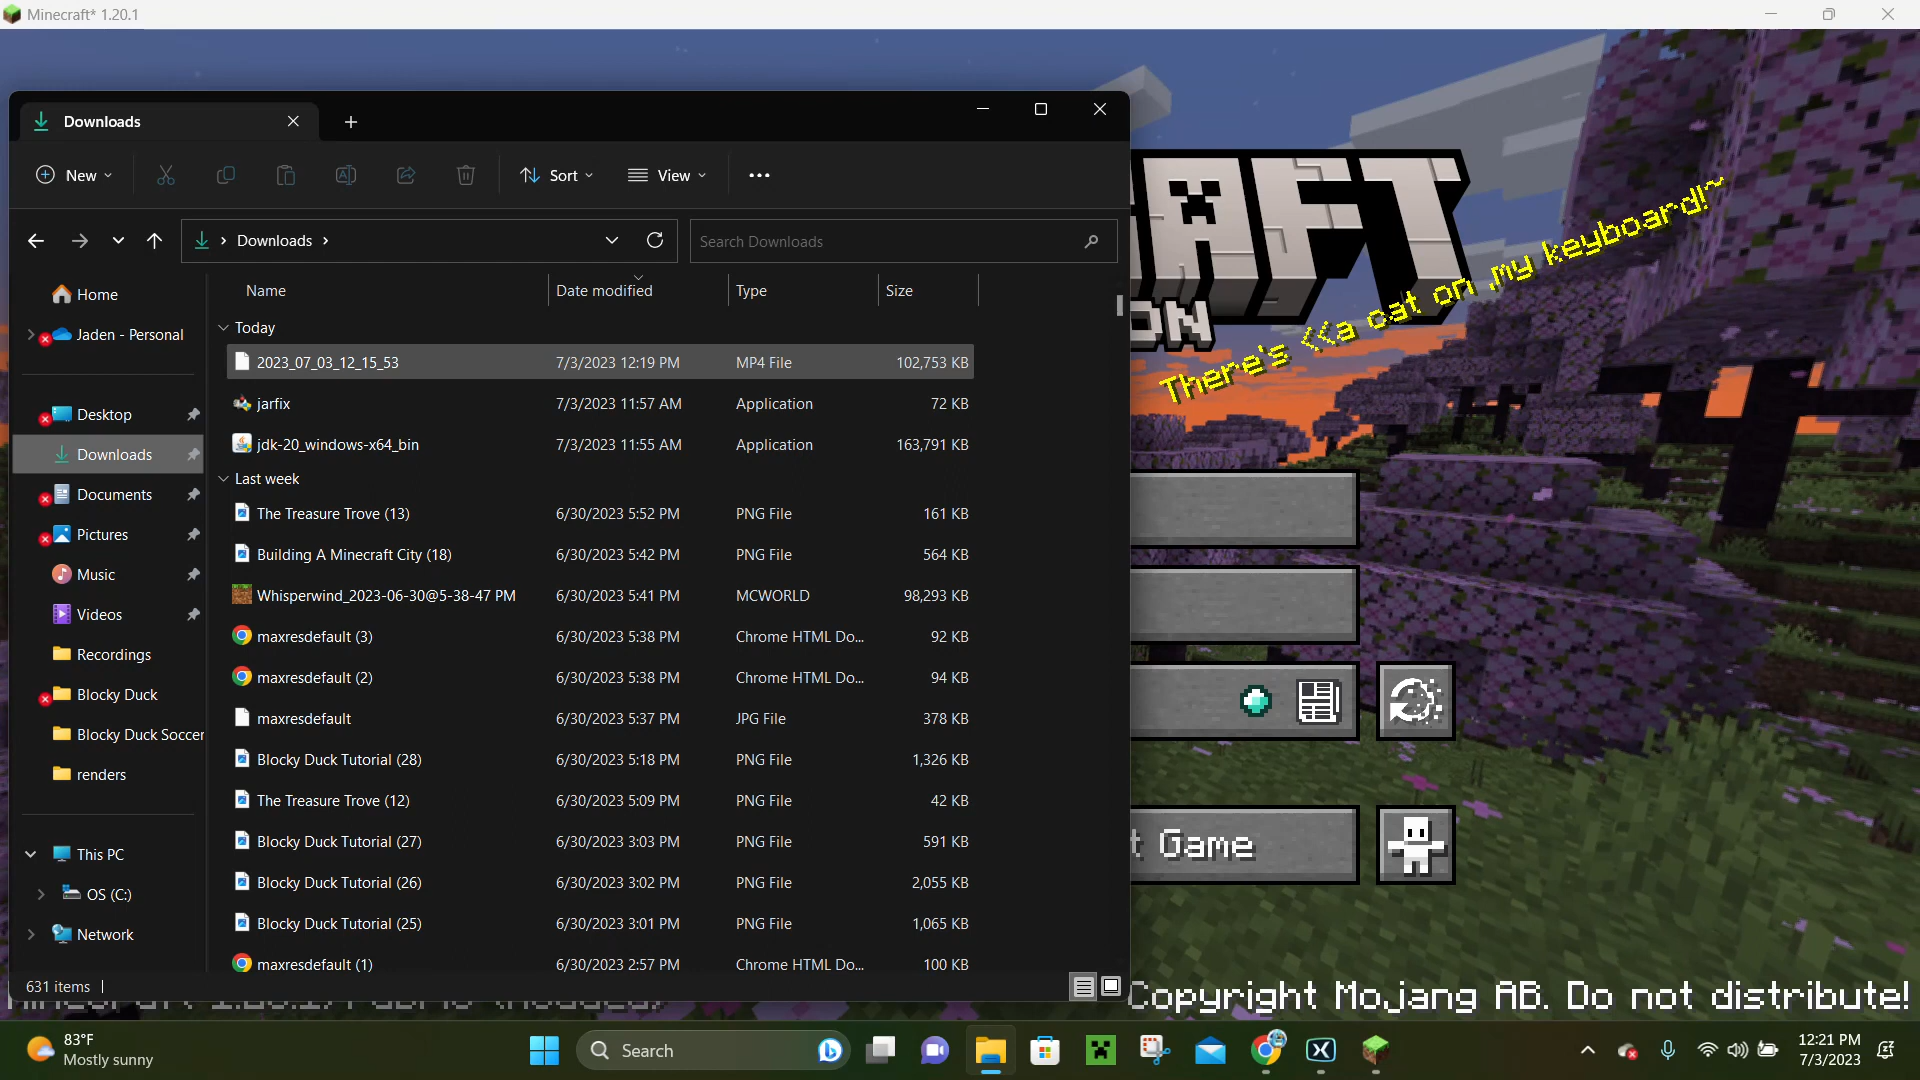 Minecraft* 1.20.1
Downloads
New
Sort
View
Downloads
Search Downloads
Name Date modified Type Size
Home
Jaden - Personal
Desktop
Downloads
Documents
Pictures
Music
Videos
Recordings
Blocky Duck
Blocky Duck Soccer
renders
This PC
OS (C:)
Network
Today
2023_07_03_12_15_53 7/3/2023 12:19 PM MP4 File 102,753 KB
jarfix 7/3/2023 11:57 AM Application 72 KB
jdk-20_windows-x64_bin 7/3/2023 11:55 AM Application 163,791 KB
Last week
The Treasure Trove (13) 6/30/2023 5:52 PM PNG File 161 KB
Building A Minecraft City (18) 6/30/2023 5:42 PM PNG File 564 KB
Whisperwind_2023-06-30@5-38-47 PM 6/30/2023 5:41 PM MCWORLD 98,293 KB
maxresdefault (3) 6/30/2023 5:38 PM Chrome HTML Do... 92 KB
maxresdefault (2) 6/30/2023 5:38 PM Chrome HTML Do... 94 KB
maxresdefault 6/30/2023 5:37 PM JPG File 378 KB
Blocky Duck Tutorial (28) 6/30/2023 5:18 PM PNG File 1,326 KB
The Treasure Trove (12) 6/30/2023 5:09 PM PNG File 42 KB
Blocky Duck Tutorial (27) 6/30/2023 3:03 PM PNG File 591 KB
Blocky Duck Tutorial (26) 6/30/2023 3:02 PM PNG File 2,055 KB
Blocky Duck Tutorial (25) 6/30/2023 3:01 PM PNG File 1,065 KB
maxresdefault (1) 6/30/2023 2:57 PM Chrome HTML Do... 100 KB
631 items
AFT
ON
There's <<a cat on my keyboard!~
t Game
Copyright Mojang AB. Do not distribute!
83°F
Mostly sunny
Search
12:21 PM
7/3/2023